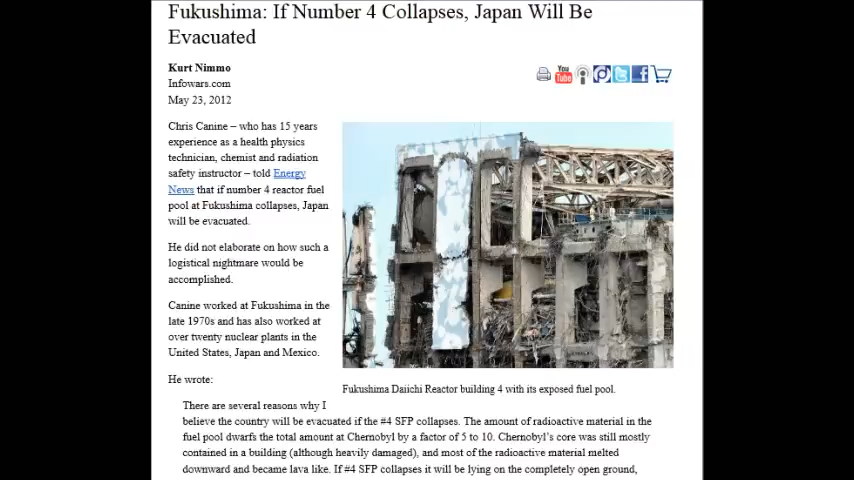 Fukushima: If Number 4 Collapses, Japan Will Be
Evacuated
Kurt Nimmo
Infowars.com
May 23, 2012
You
Tube
Chris Canine – who has 15 years
experience as a health physics
technician, chemist and radiation
safety instructor – told Energy
News that if number 4 reactor fuel
pool at Fukushima collapses, Japan
will be evacuated.
He did not elaborate on how such a
logistical nightmare would be
accomplished.
Canine worked at Fukushima in the
late 1970s and has also worked at
over twenty nuclear plants in the
United States, Japan and Mexico.
He wrote:
Fukushima Daiichi Reactor building 4 with its exposed fuel pool.
There are several reasons why I
believe the country will be evacuated if the #4 SFP collapses. The amount of radioactive material in the
fuel pool dwarfs the total amount at Chernobyl by a factor of 5 to 10. Chernobyl's core was still mostly
contained in a building (although heavily damaged), and most of the radioactive material melted
downward and became lava like. If #4 SFP collapses it will be lying on the completely open ground,